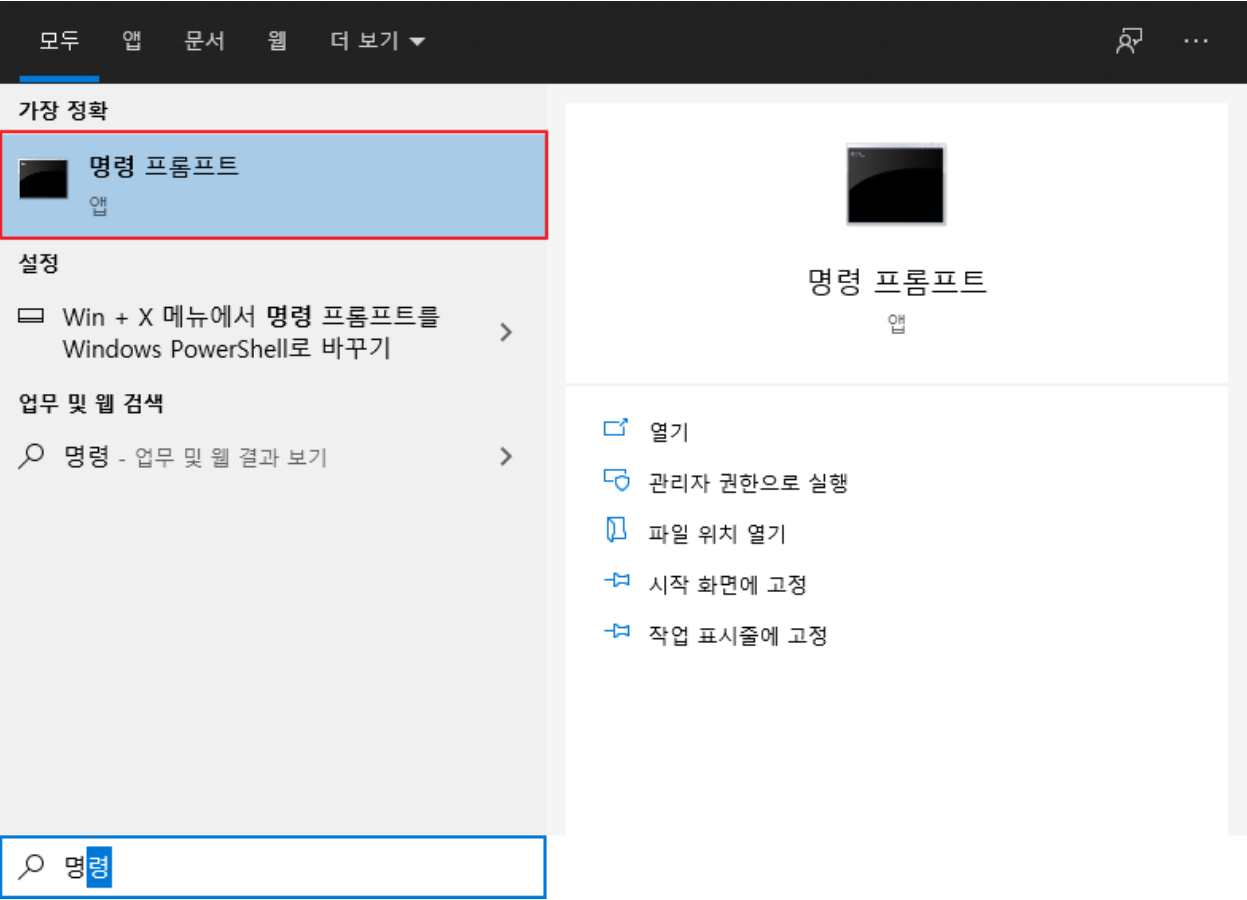 모두 앱 문서 웹 더 보기
가장 정확
명령 프롬프트
앱
설정
Win + X 메뉴에서 명령 프롬프트를
Windows PowerShell로 바꾸기
업무 및 웹 검색
명령 - 업무 및 웹 결과 보기
명령 프롬프트
앱
열기
관리자 권한으로 실행
파일 위치 열기
시작 화면에 고정
작업 표시줄에 고정
명령